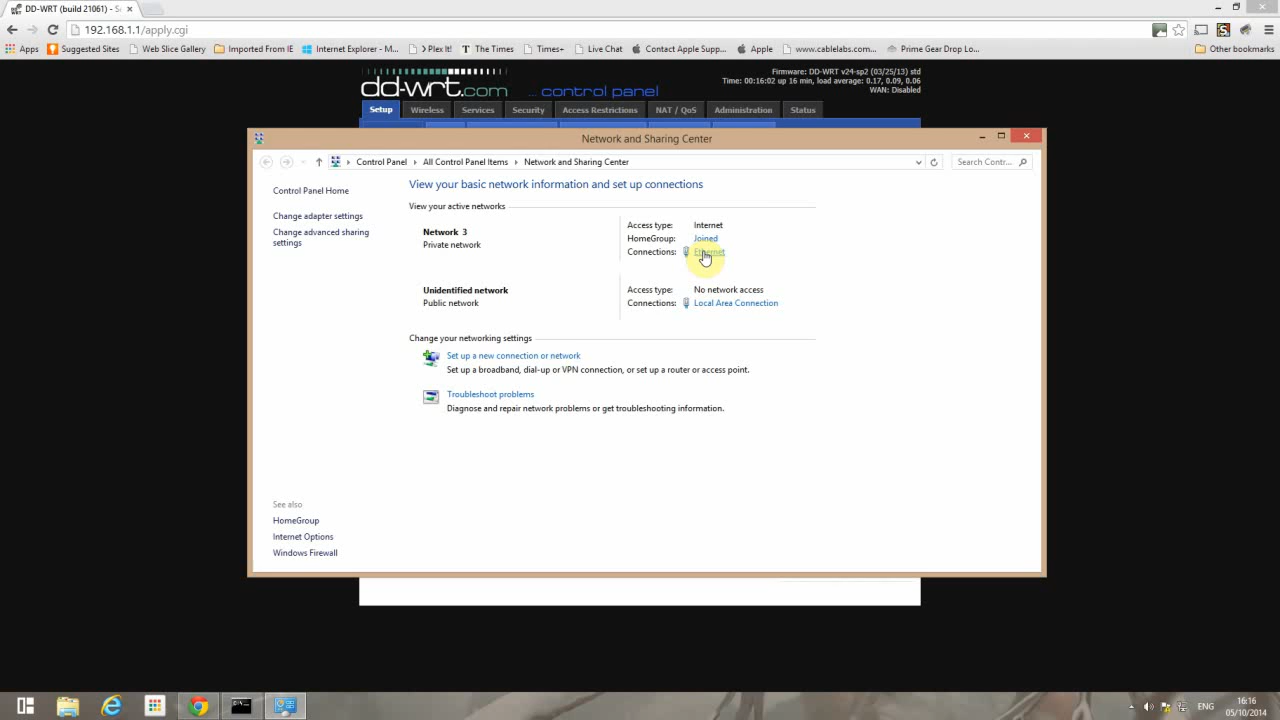 DD-WRT (build 21061) - S
192.168.1.1/apply.cgi
Apps Suggested Sites Web Slice Gallery Imported From IE Internet Explorer - M... Plex It! The Times Times+ Live Chat Contact Apple Supp... Apple www.cablelabs.com... Prime Gear Drop Lo... Other bookmarks
Firmware: DD-WRT v24-sp2 (03/25/13) std
Time: 00:16:02 up 16 min, load average: 0.17, 0.09, 0.06
WAN: Disabled
dd-wrt.com ... control panel
Setup Wireless Services Security Access Restrictions NAT / QoS Administration Status
Network and Sharing Center
Control Panel All Control Panel Items Network and Sharing Center Search Contr...
Control Panel Home
Change adapter settings
Change advanced sharing
settings
View your basic network information and set up connections
View your active networks
Network 3
Private network
Access type: Internet
HomeGroup: Joined
Connections: Ethernet
Unidentified network
Public network
Access type: No network access
Connections: Local Area Connection
Change your networking settings
Set up a new connection or network
Set up a broadband, dial-up or VPN connection, or set up a router or access point.
Troubleshoot problems
Diagnose and repair network problems or get troubleshooting information.
See also
HomeGroup
Internet Options
Windows Firewall
ENG
16:16
05/10/2014